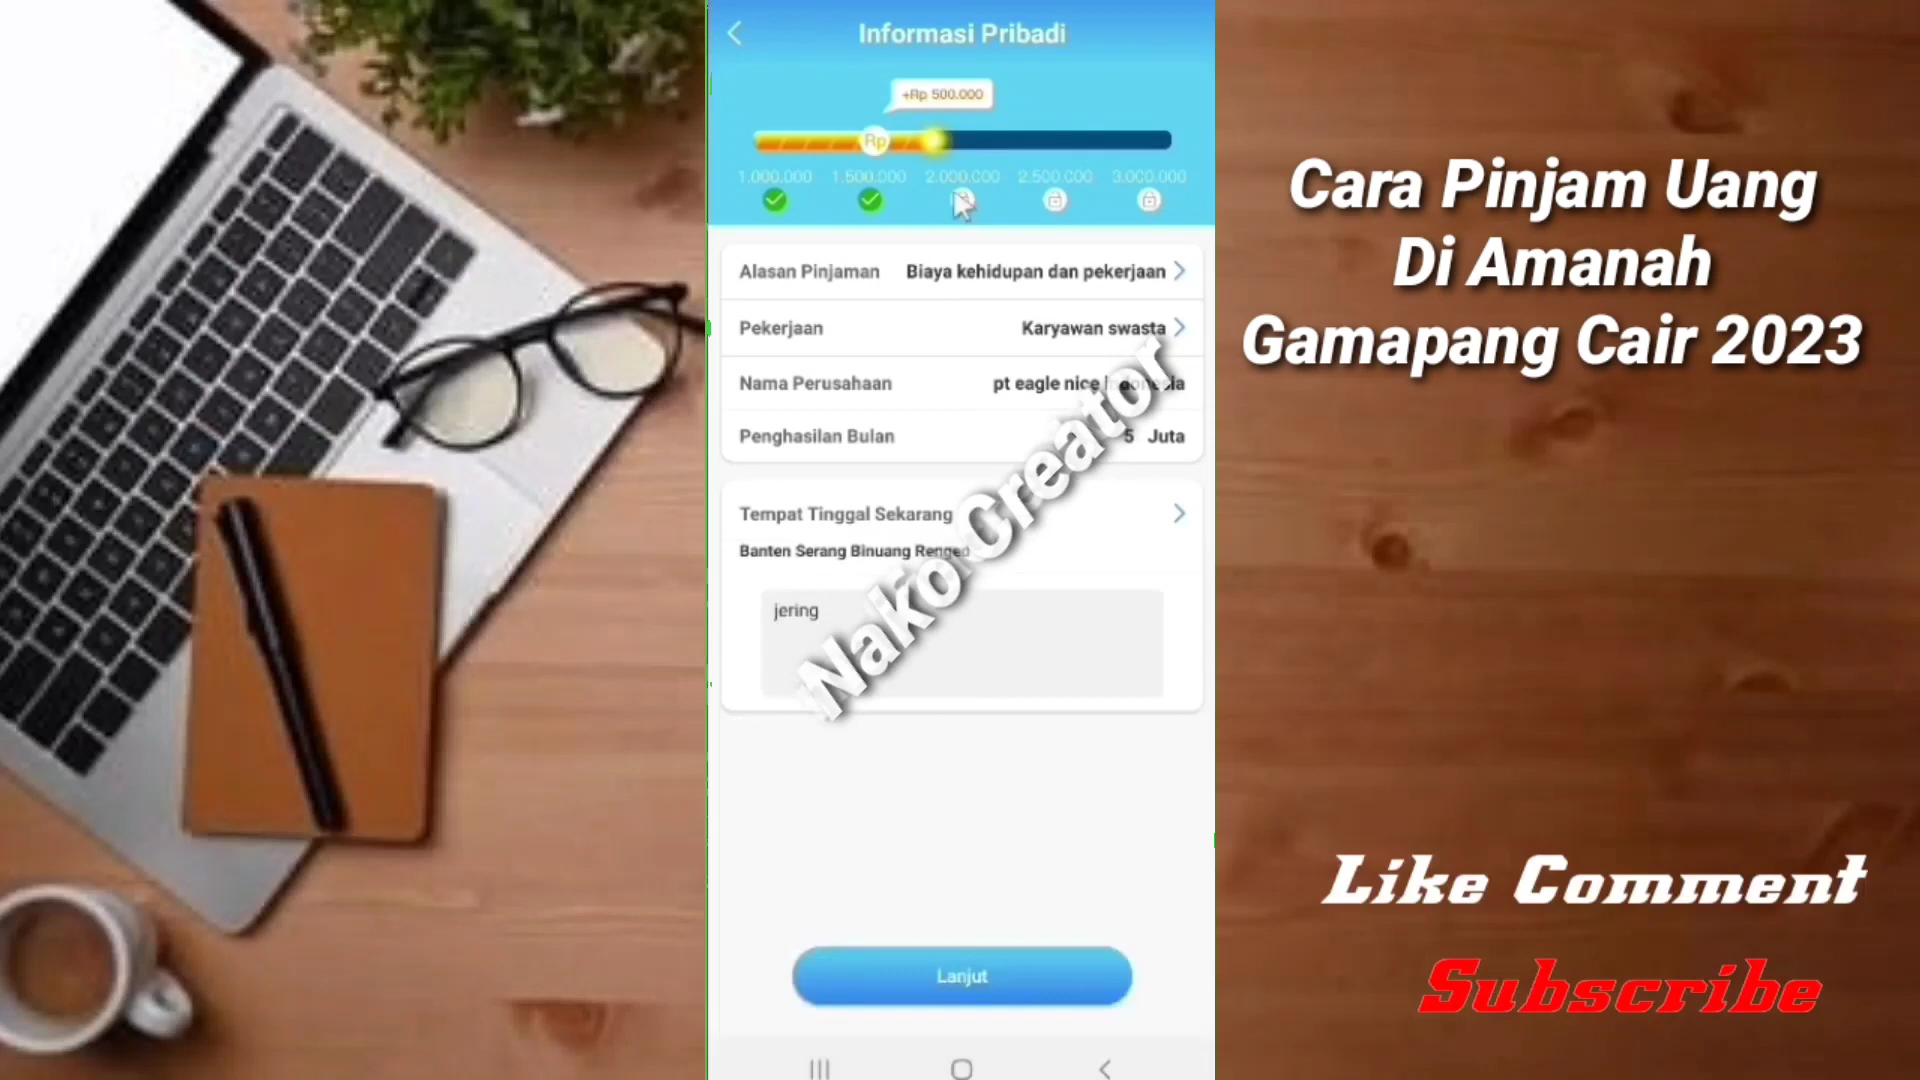 Informasi Pribadi
+Rp 500.000
Rp
1.000.000 1.500.000 2.000.000 2.500.000 3.000.000
Alasan Pinjaman Biaya kehidupan dan pekerjaan
Pekerjaan Karyawan swasta
Nama Perusahaan pt eagle nice indonesia
Penghasilan Bulan 5 Juta
Tempat Tinggal Sekarang
Banten Serang Binuang Renged
jering
Lanjut
Nako Creator
Cara Pinjam Uang
Di Amanah
Gamapang Cair 2023
Like Comment
Subscribe